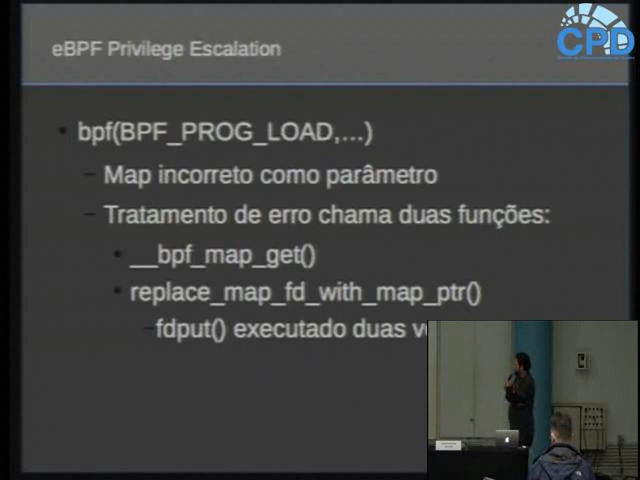 eBPF Privilege Escalation
CPD
bpf(BPF_PROG_LOAD,...)
Map incorreto como parâmetro
Tratamento de erro chama duas funções:
__bpf_map_get()
replace_map_fd_with_map_ptr()
fdput() executado duas